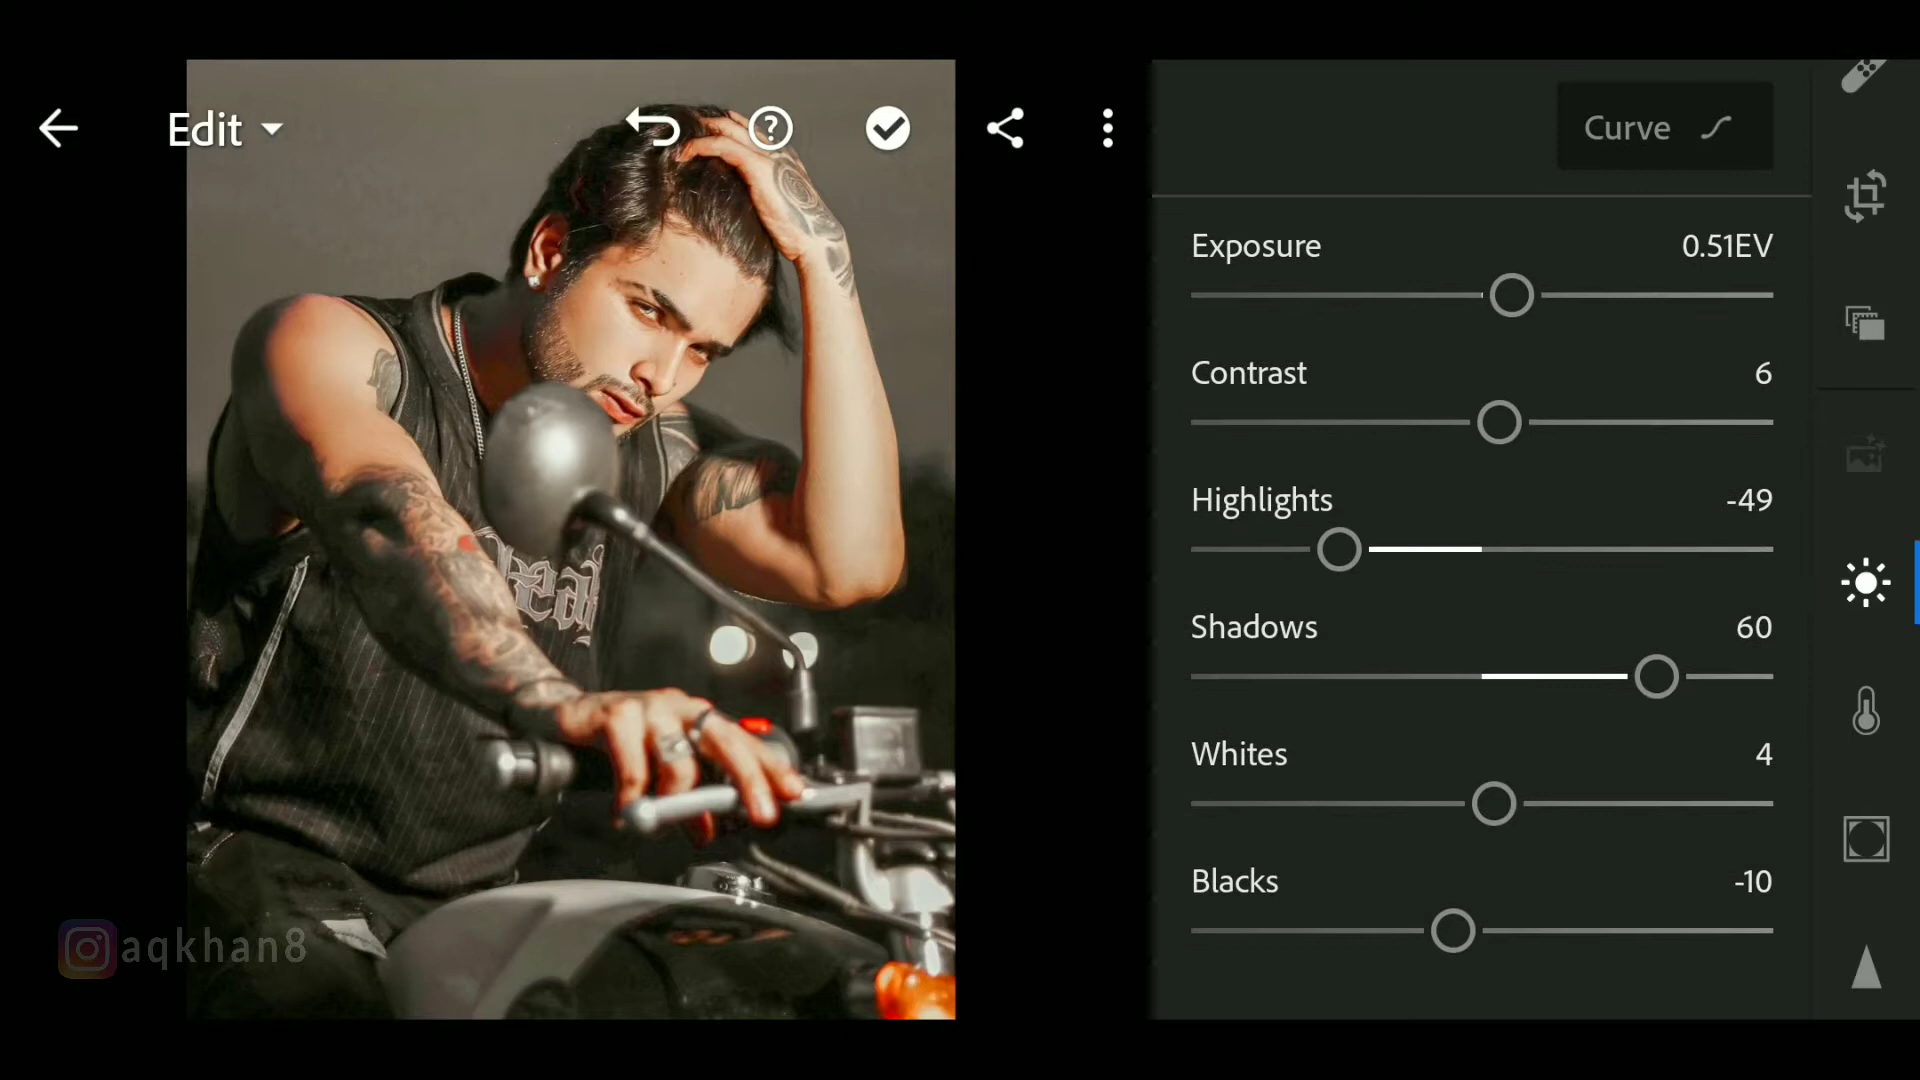 Edit
Curve
Exposure 0.51EV
Contrast 6
Highlights -49
Shadows 60
Whites 4
Blacks -10
aqkhan8